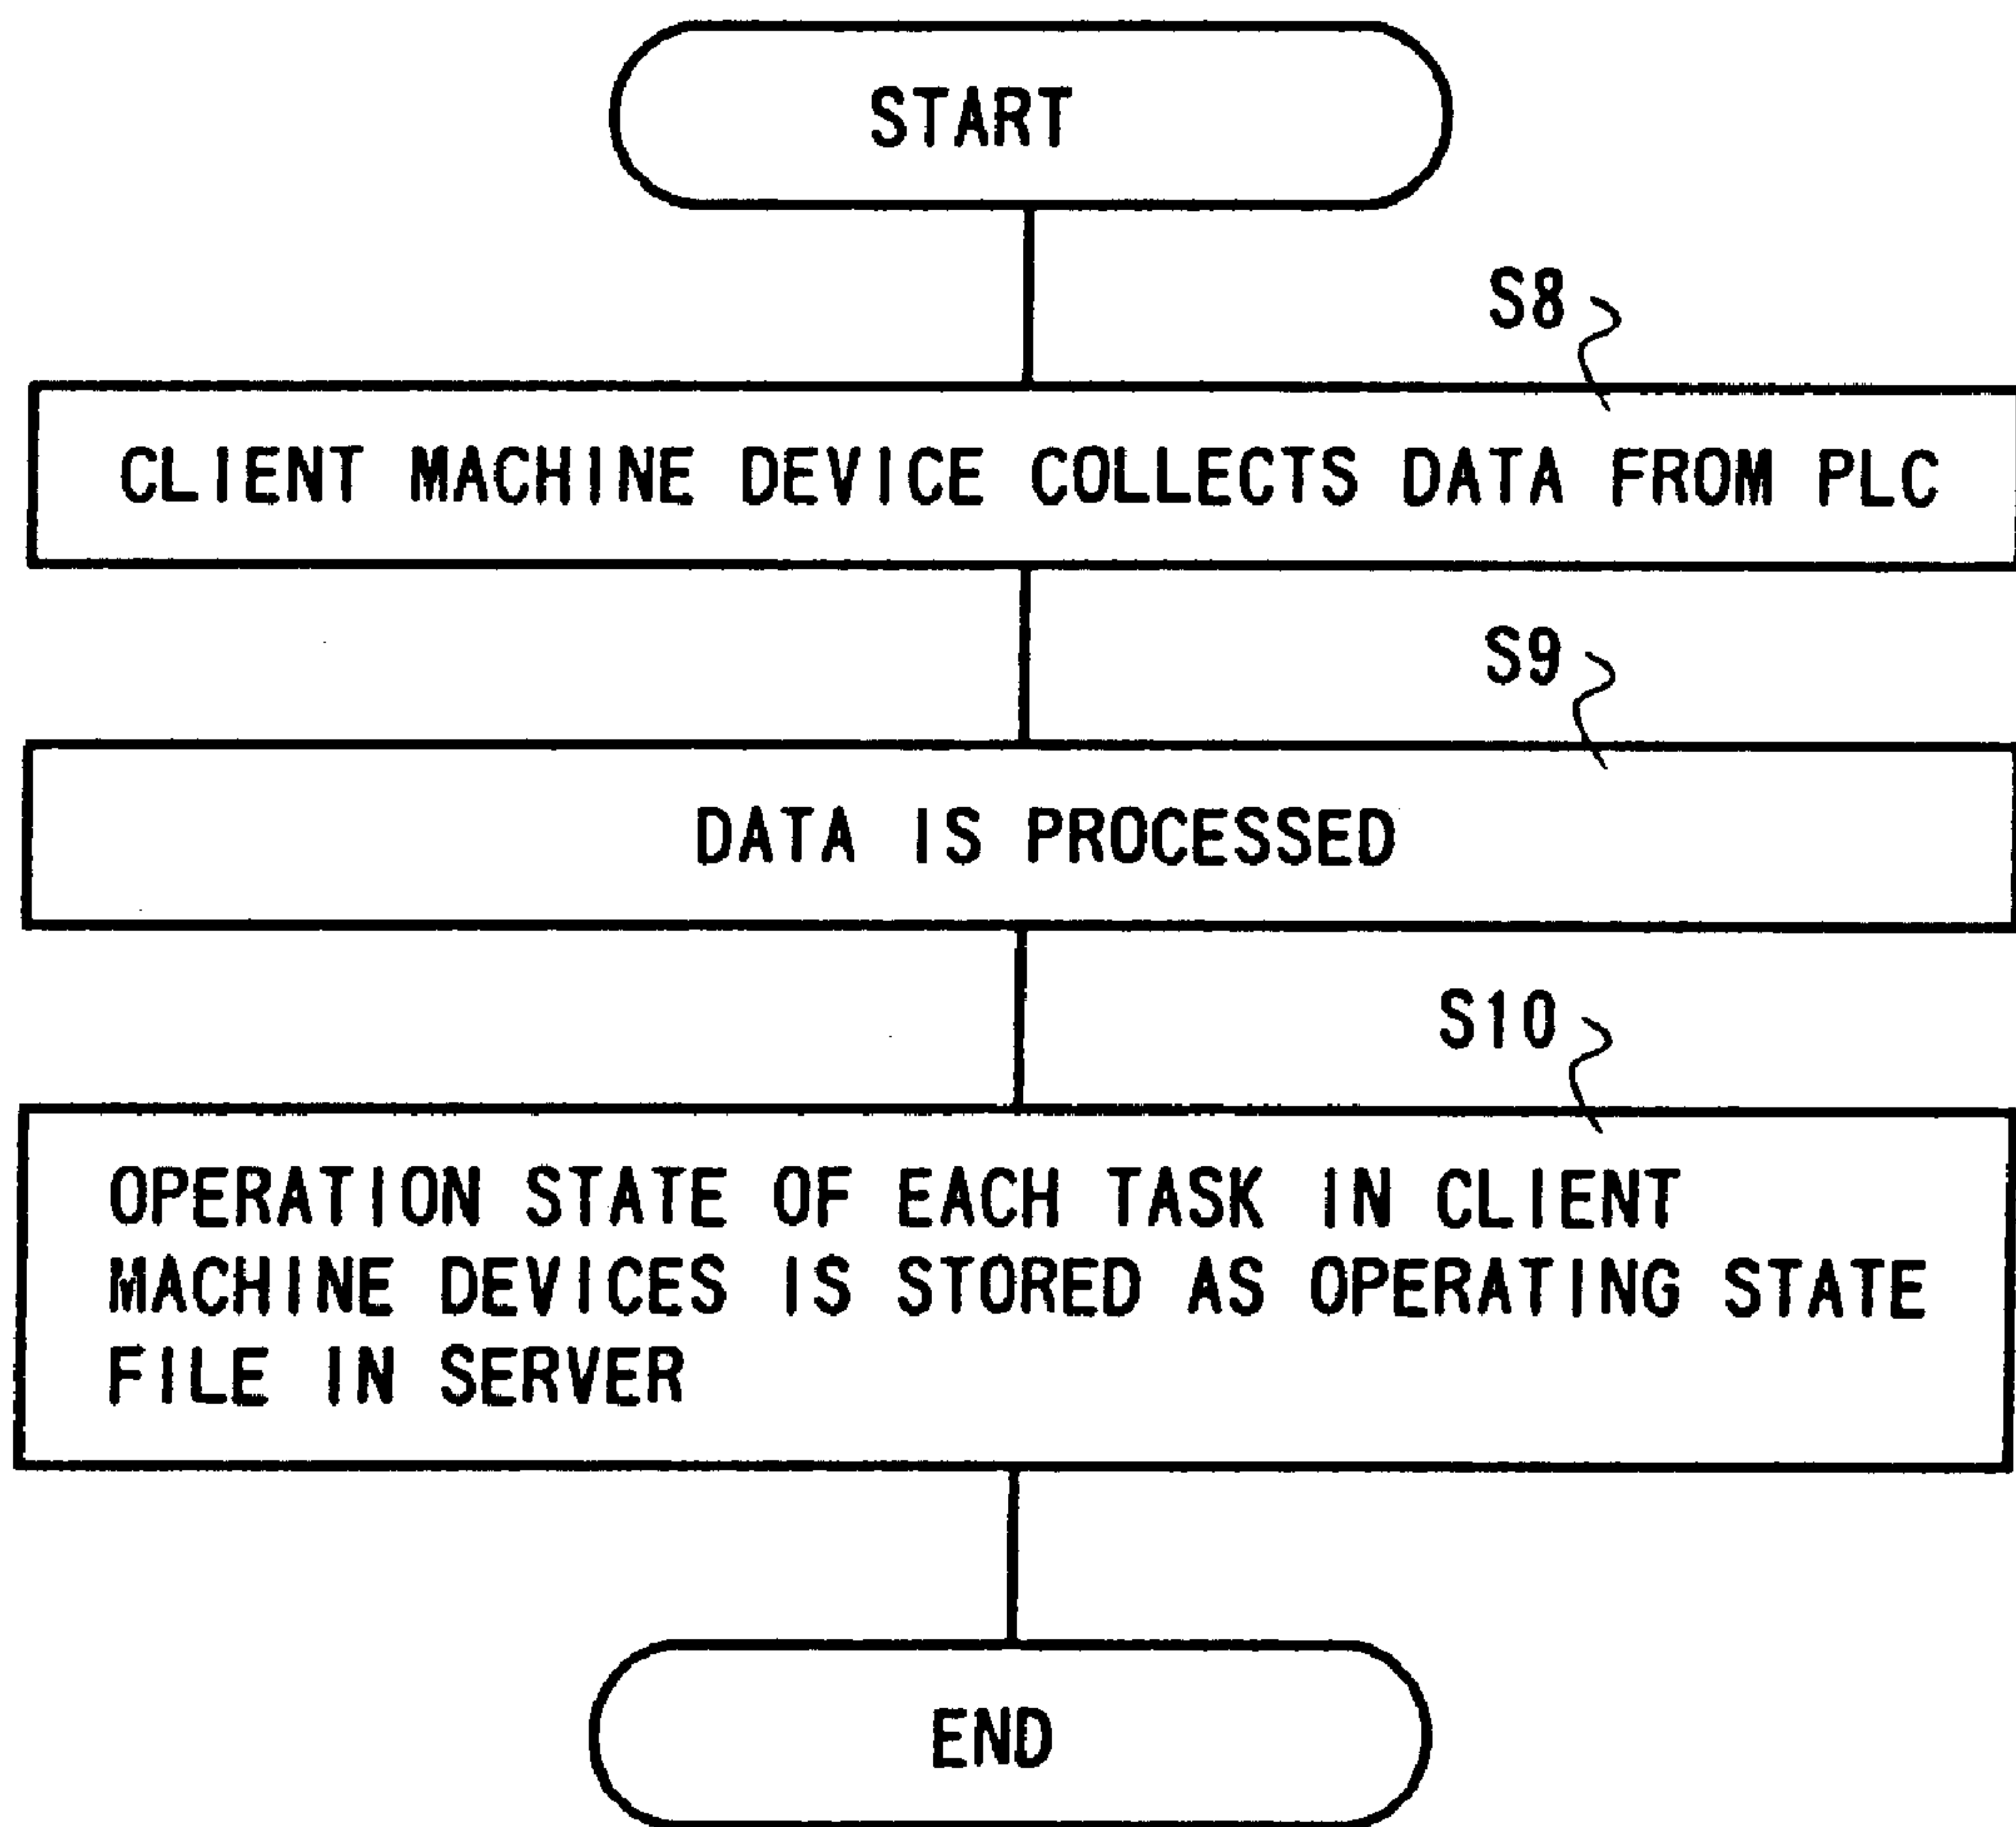 START
S8
CLIENT MACHINE DEVICE COLLECTS DATA FROM PLC
S9
DATA IS PROCESSED
S10
OPERATION STATE OF EACH TASK IN CLIENT
MACHINE DEVICES IS STORED AS OPERATING STATE
FILE IN SERVER
END